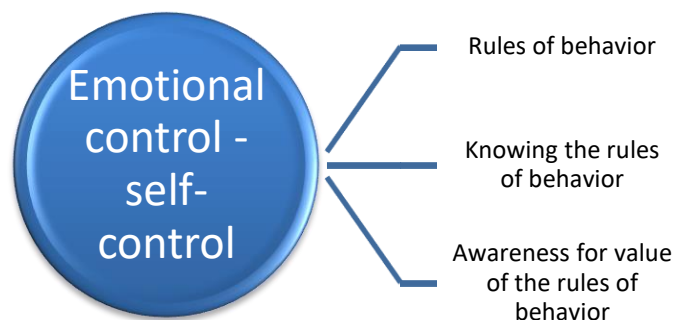 Emotional
control -
self-
control
Rules of behavior
Knowing the rules
of behavior
Awareness for value
of the rules of
behavior